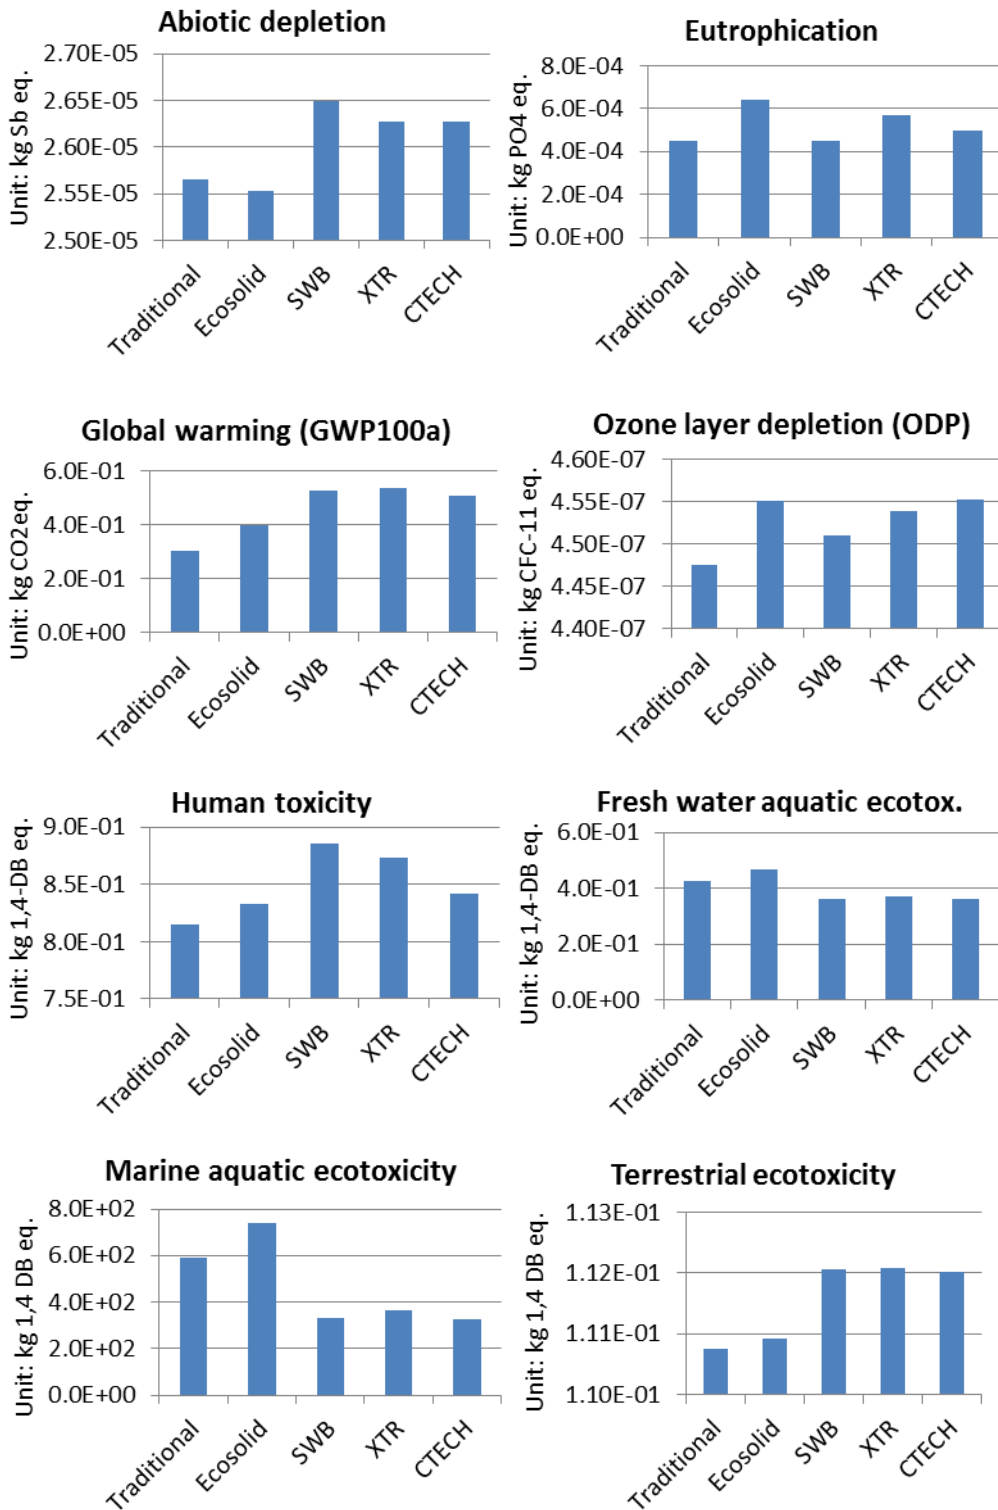 Abiotic depletion
Unit: kg Sb eq.
2.70E-05
2.65E-05
2.60E-05
2.55E-05
2.50E-05
Traditional
Ecosolid
SWB
XTR
CTECH
Eutrophication
Unit: kg PO4 eq.
8.0E-04
6.0E-04
4.0E-04
2.0E-04
0.0E+00
Traditional
Ecosolid
SWB
XTR
CTECH
Global warming (GWP100a)
Unit: kg CO2eq.
6.0E-01
4.0E-01
2.0E-01
0.0E+00
Traditional
Ecosolid
SWB
XTR
CTECH
Ozone layer depletion (ODP)
Unit: kg CFC-11 eq.
4.60E-07
4.55E-07
4.50E-07
4.45E-07
4.40E-07
Traditional
Ecosolid
SWB
XTR
CTECH
Human toxicity
Unit: kg 1,4-DB eq.
9.0E-01
8.5E-01
8.0E-01
7.5E-01
Traditional
Ecosolid
SWB
XTR
CTECH
Fresh water aquatic ecotox.
Unit: kg 1,4-DB eq.
6.0E-01
4.0E-01
2.0E-01
0.0E+00
Traditional
Ecosolid
SWB
XTR
CTECH
Marine aquatic ecotoxicity
Unit: kg 1,4 DB eq.
8.0E+02
6.0E+02
4.0E+02
2.0E+02
0.0E+00
Traditional
Ecosolid
SWB
XTR
CTECH
Terrestrial ecotoxicity
Unit: kg 1,4 DB eq.
1.13E-01
1.12E-01
1.11E-01
1.10E-01
Traditional
Ecosolid
SWB
XTR
CTECH